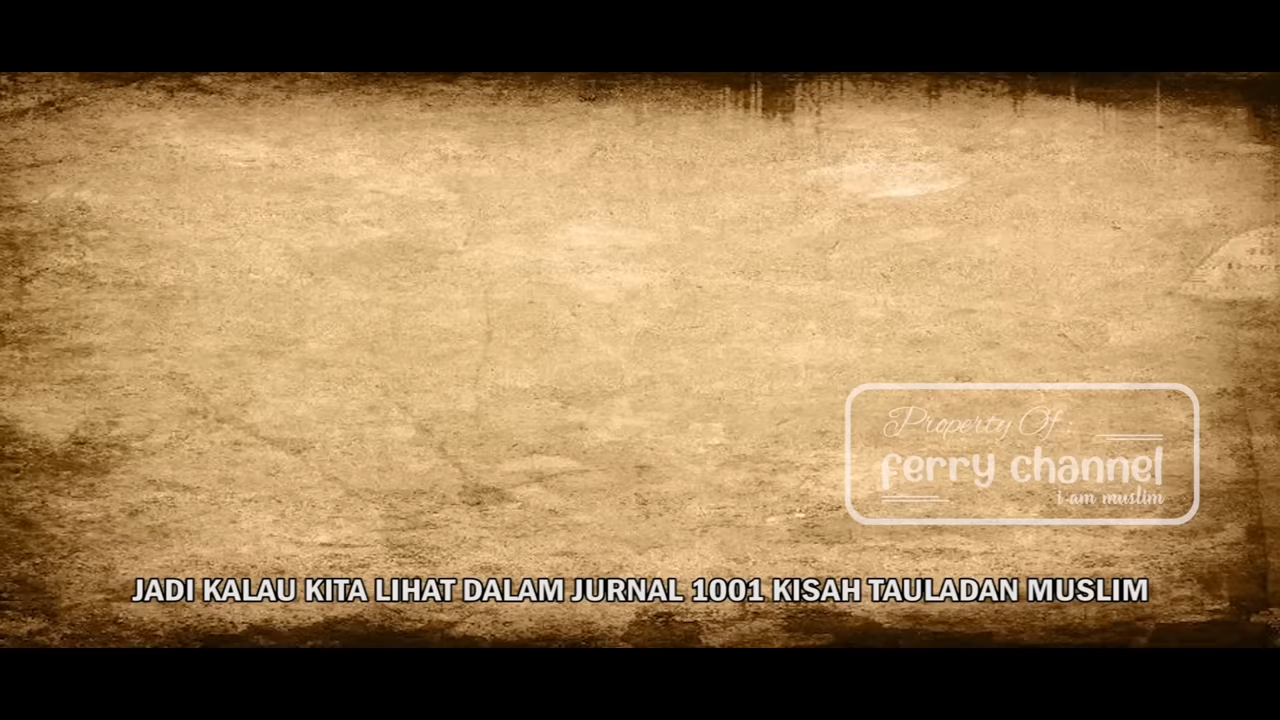 Property Of :
ferry channel
i am muslim
JADI KALAU KITA LIHAT DALAM JURNAL 1001 KISAH TAULADAN MUSLIM